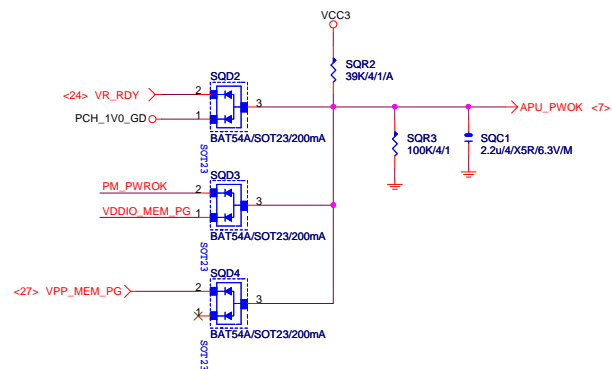 VCC3
SQR2
39K/4/1/A
SQD2
<24> VR_RDY
2
3
PCH_1V0_GD
1
BAT54A/SOT23/200mA
SOT23
APU_PWOK <7>
SQR3
100K/4/1
SQC1
2.2u/4/X5R/6.3V/M
SQD3
PM_PWROK
2
3
VDDIO_MEM_PG
1
BAT54A/SOT23/200mA
SOT23
SQD4
<27> VPP_MEM_PG
2
3
1
BAT54A/SOT23/200mA
SOT23